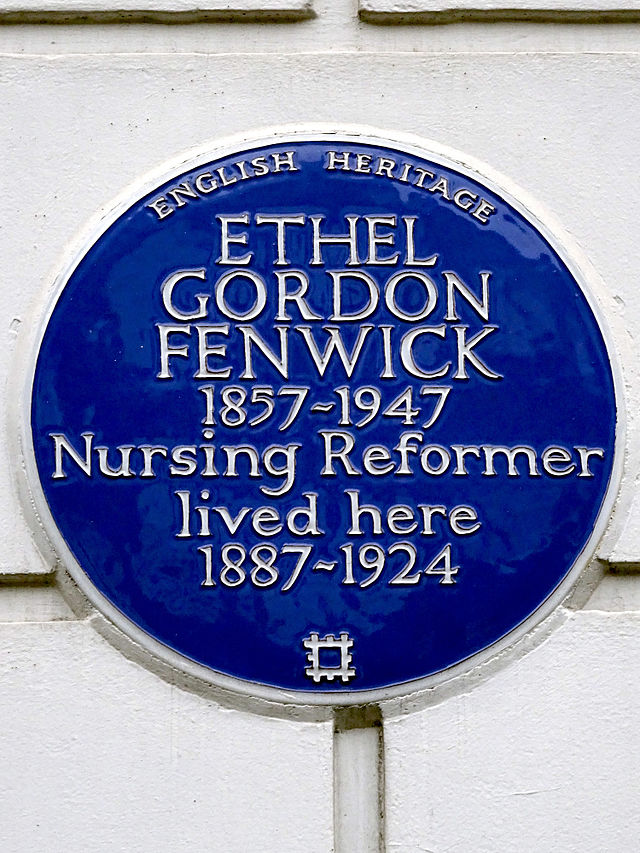 ENGLISH HERITAGE
ETHEL
GORDON
FENWICK
1857~1947
Nursing Reformer
lived here
1887~1924